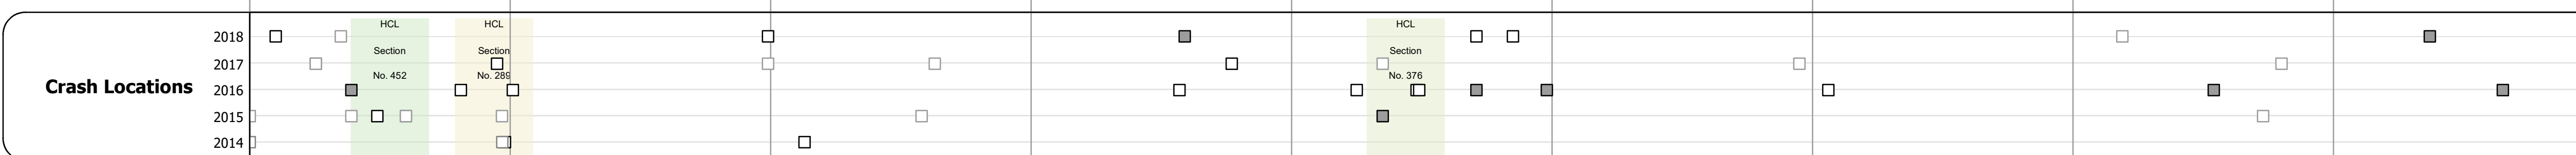 Crash Locations
2018
2017
2016
2015
2014
HCL
Section
No. 452
HCL
Section
No. 289
HCL
Section
No. 376